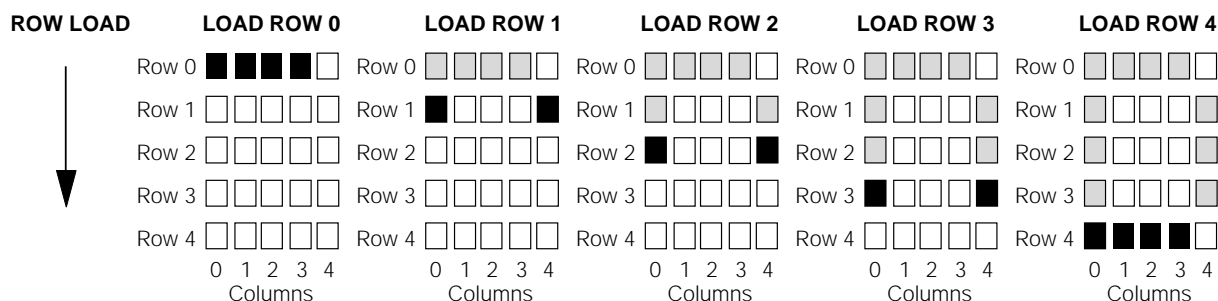 ROW LOAD LOAD ROW 0 LOAD ROW 1 LOAD ROW 2 LOAD ROW 3 LOAD ROW 4
Row 0 Row 0 Row 0 Row 0 Row 0
Row 1 Row 1 Row 1 Row 1 Row 1
Row 2 Row 2 Row 2 Row 2 Row 2
Row 3 Row 3 Row 3 Row 3 Row 3
Row 4 Row 4 Row 4 Row 4 Row 4
0 1 2 3 4 0 1 2 3 4 0 1 2 3 4 0 1 2 3 4 0 1 2 3 4
Columns Columns Columns Columns Columns